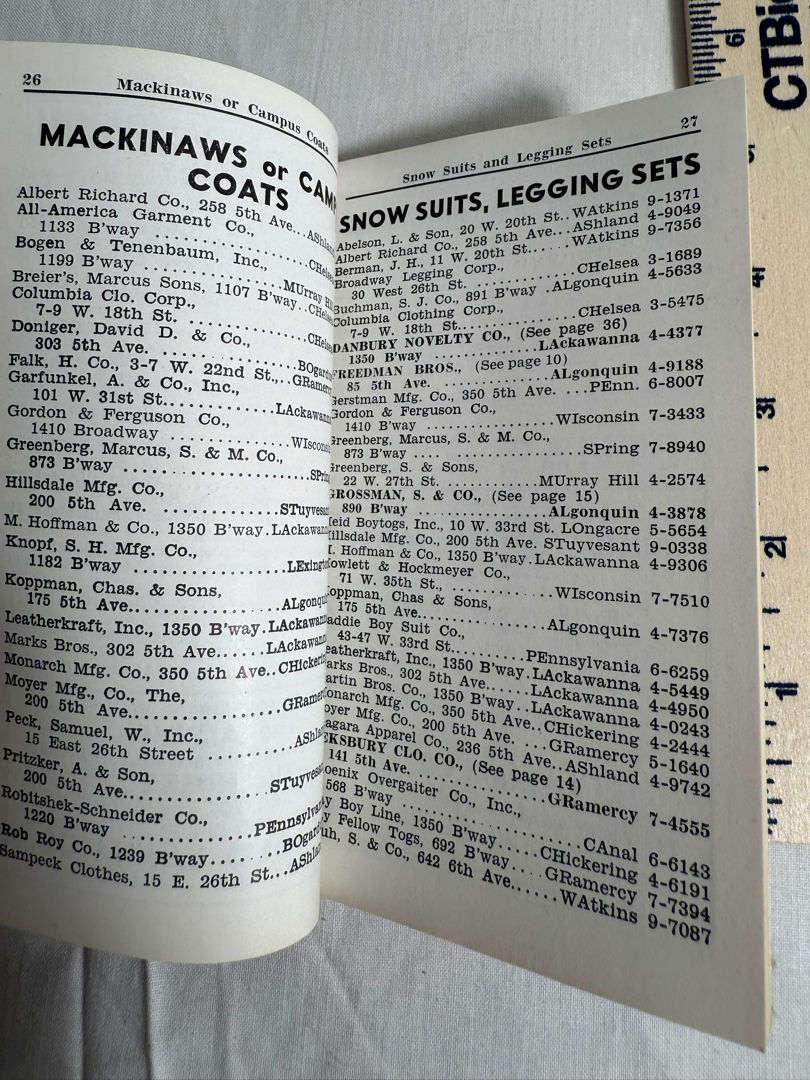 26
Mackinaws or Campus Coats
MACKINAWS or
COATS
Albert Richard Co., 258 5th Ave...
All-America Garment Co.,
1133 B'way
Bogen & Tenenbaum, Inc.,
1199 B'way .......... MUrray
Breier's, Marcus Sons, 1107 B'way..
Columbia Clo. Corp.,
7-9 W. 18th St. ..........
Doniger, David D. & Co.,
303 5th Ave. ..........
Falk, H. Co., 3-7 W. 22nd St...
Garfunkel, A. & Co., Inc.,
101 W. 31st St..........
Gordon & Ferguson Co.,
1410 Broadway ..........
Greenberg, Marcus, S. & M. Co.,
873 B'way ..........
Hillsdale Mfg. Co.,
200 5th Ave. ..........
M. Hoffman & Co., 1350 B'way.
Knopf, S. H. Mfg. Co.,
1182 B'way ..........
Koppman, Chas. & Sons,
175 5th Ave..........
Leatherkraft, Inc., 1350 B'way.
Marks Bros., 302 5th Ave......
Monarch Mfg. Co., 350 5th Ave..
Moyer Mfg., Co., The,
200 5th Ave..........
Peck, Samuel, W., Inc.,
15 East 26th Street ..........
Pritzker, A. & Son,
200 5th Ave..........
Robitshek-Schneider Co.,
1220 B'way ..........
Rob Roy Co., 1239 B'way........
Sampeck Clothes, 15 E. 26th St...
27
Snow Suits and Legging Sets
SNOW SUITS, LEGGING SETS
Abelson, L. & Son, 20 W. 20th St..WAtkins 9-1371
Albert Richard Co., 258 5th Ave...AShland 4-9049
Berman, J. H., 11 W. 20th St......WAtkins 9-7356
Broadway Legging Corp.,
30 West 26th St. ..........CHelsea 3-1689
Buchman, S. J. Co., 891 B'way .ALgonquin 4-5633
Columbia Clothing Corp.,
7-9 W. 18th St...........CHelsea 3-5475
DANBURY NOVELTY CO., (See page 36)
1350 B'way ..........LAckawanna 4-4377
FREEDMAN BROS., (See page 10)
85 5th Ave. ..........ALgonquin 4-9188
Gerstman Mfg. Co., 350 5th Ave. ...PEnn. 6-8007
Gordon & Ferguson Co.,
1410 B'way ..........WIsconsin 7-3433
Greenberg, Marcus, S. & M. Co.,
873 B'way ..........SPring 7-8940
Greenberg, S. & Sons,
22 W. 27th St. ..........MUrray Hill 4-2574
GROSSMAN, S. & CO., (See page 15)
890 B'way ..........ALgonquin 4-3878
Boytogs, Inc., 10 W. 33rd St. LOngacre 5-5654
Hillsdale Mfg. Co., 200 5th Ave. STuyvesant 9-0338
Hoffman & Co., 1350 B'way.LAckawanna 4-9306
& Hockmeyer Co.,
71 W. 35th St., ..........WIsconsin 7-7510
Chas & Sons,
175 5th Ave...........ALgonquin 4-7376
Boy Suit Co.,
43-47 W. 33rd St.........PEnnsylvania 6-6259
Leatherkraft, Inc., 1350 B'way.LAckawanna 4-5449
Marks Bros., 302 5th Ave......LAckawanna 4-4950
Bros. Co., 1350 B'way..LAckawanna 4-0243
Monarch Mfg. Co., 350 5th Ave..CHickering 4-2444
Moyer Mfg. Co., 200 5th Ave. ...GRamercy 5-1640
Apparel Co., 236 5th Ave..AShland 4-9742
CLO. CO., (See page 14)
141 5th Ave. ..........GRamercy 7-4555
Overgaiter Co., Inc.,
568 B'way ..........CAnal 6-6143
Boy Line, 1350 B'way.....CHickering 4-6191
Fellow Togs, 692 B'way....GRamercy 7-7394
S. & Co., 642 6th Ave......WAtkins 9-7087
6
5
4
3
2
1